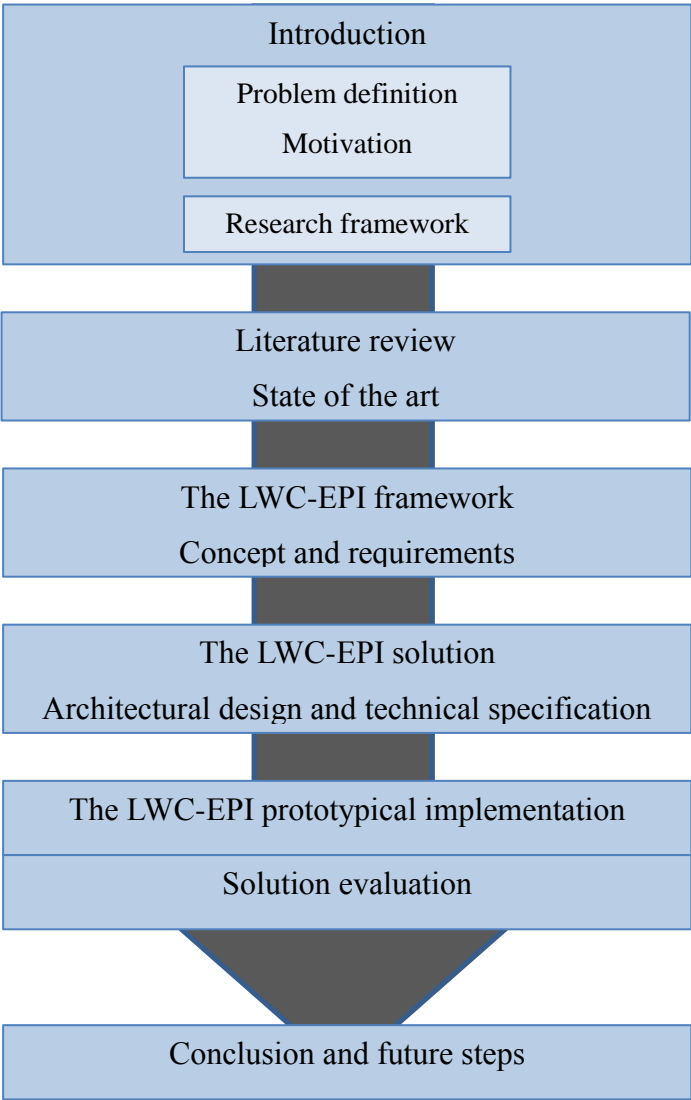 Introduction
Problem definition
Motivation
Research framework
Literature review
State of the art
The LWC-EPI framework
Concept and requirements
The LWC-EPI solution
Architectural design and technical specification
The LWC-EPI prototypical implementation
Solution evaluation
Conclusion and future steps